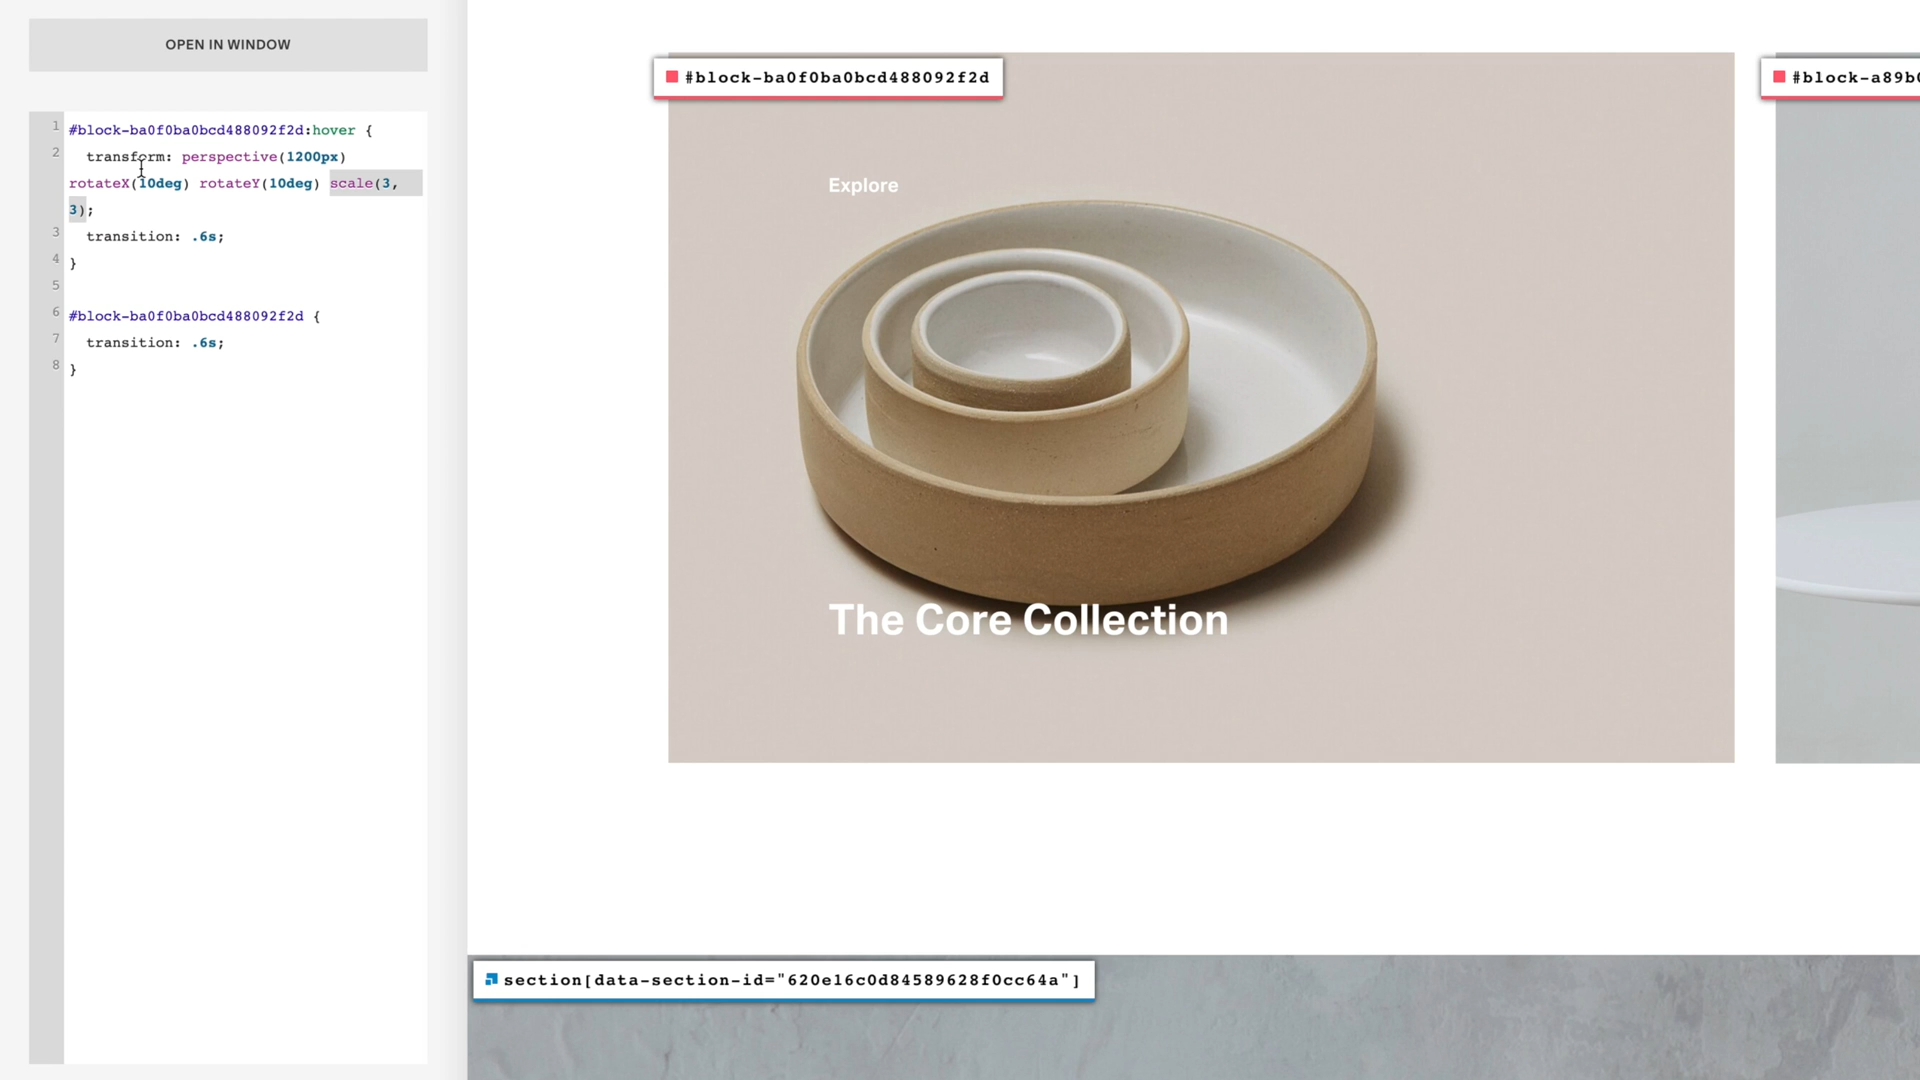 OPEN IN WINDOW
1 #block-ba0f0ba0bcd488092f2d:hover {
2 transform: perspective(1200px)
rotateX(10deg) rotateY(10deg) scale(3,
3);
3 transition: .6s;
4 }
5
6 #block-ba0f0ba0bcd488092f2d {
7 transition: .6s;
8 }
#block-ba0f0ba0bcd488092f2d
#block-a89b
Explore
The Core Collection
section[data-section-id="620e16c0d84589628f0cc64a"]